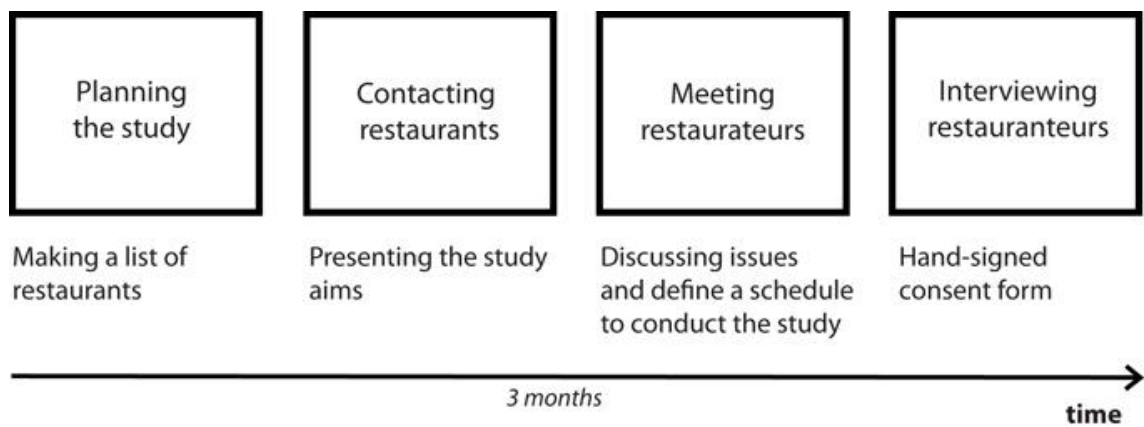 Planning
the study
Contacting
restaurants
Meeting
restaurateurs
Interviewing
restauranteurs
Making a list of
restaurants
Presenting the study
aims
Discussing issues
and define a schedule
to conduct the study
Hand-signed
consent form
3 months
time